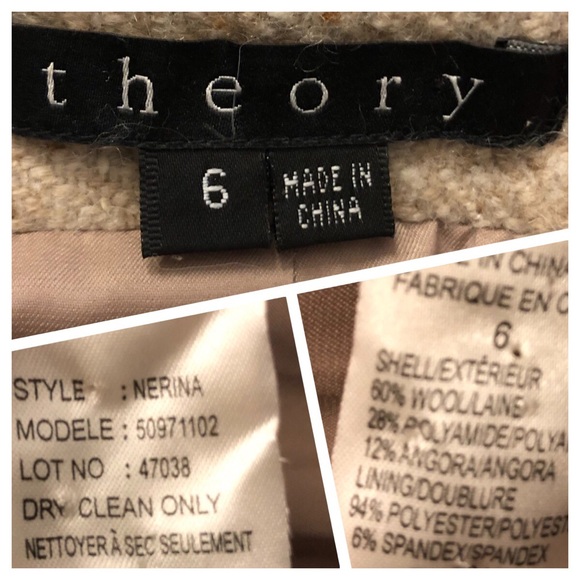 theory.
6
MADE IN
CHINA
STYLE : NERINA
MODELE : 50971102
LOT NO : 47038
DRY CLEAN ONLY
NETTOYER À SEC SEULEMENT
IN CHINA
FABRIQUE EN C
6
SHELL/EXTÉRIEUR
60% WOOL/LAINE
28% POLYAMIDE/POLYA
12% ANGORA/ANGORA
LINING/DOUBLURE
94% POLYESTER/POLYEST
6% SPANDEX/SPANDEX